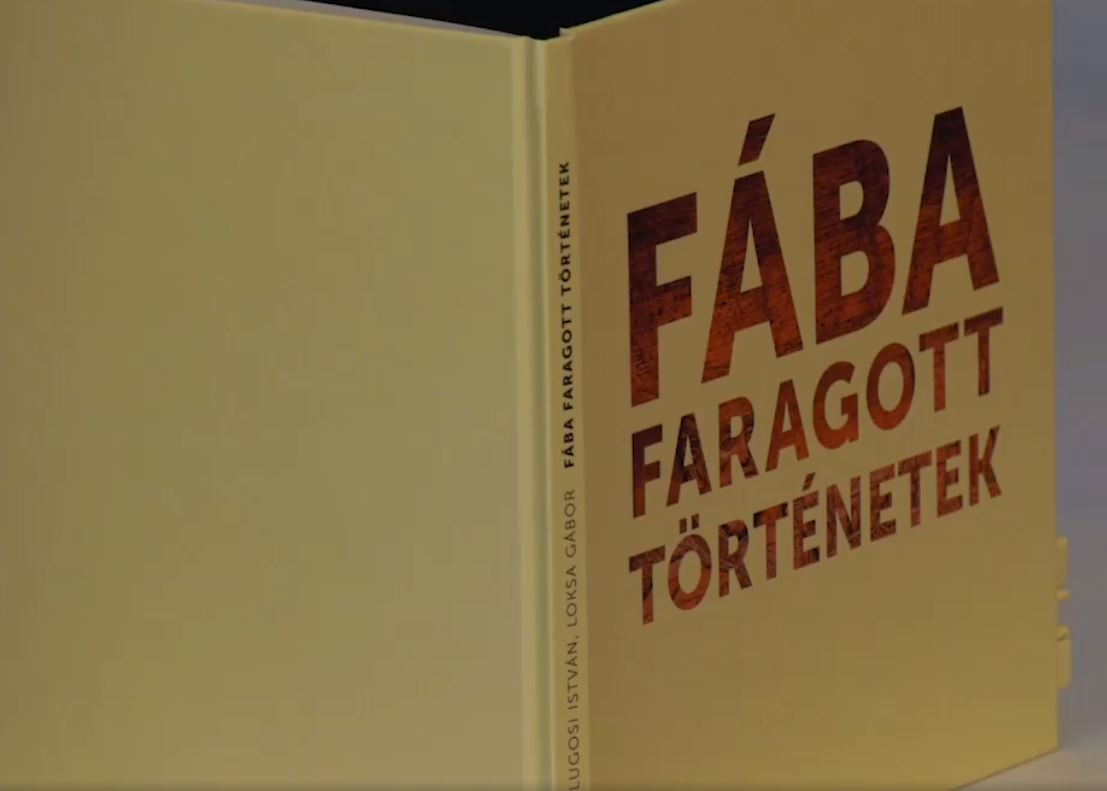 LUGOSI ISTVÁN, LOKSA GÁBOR FÁBA FARAGOTT TÖRTÉNETEK
FÁBA
FARAGOTT
TÖRTÉNETEK